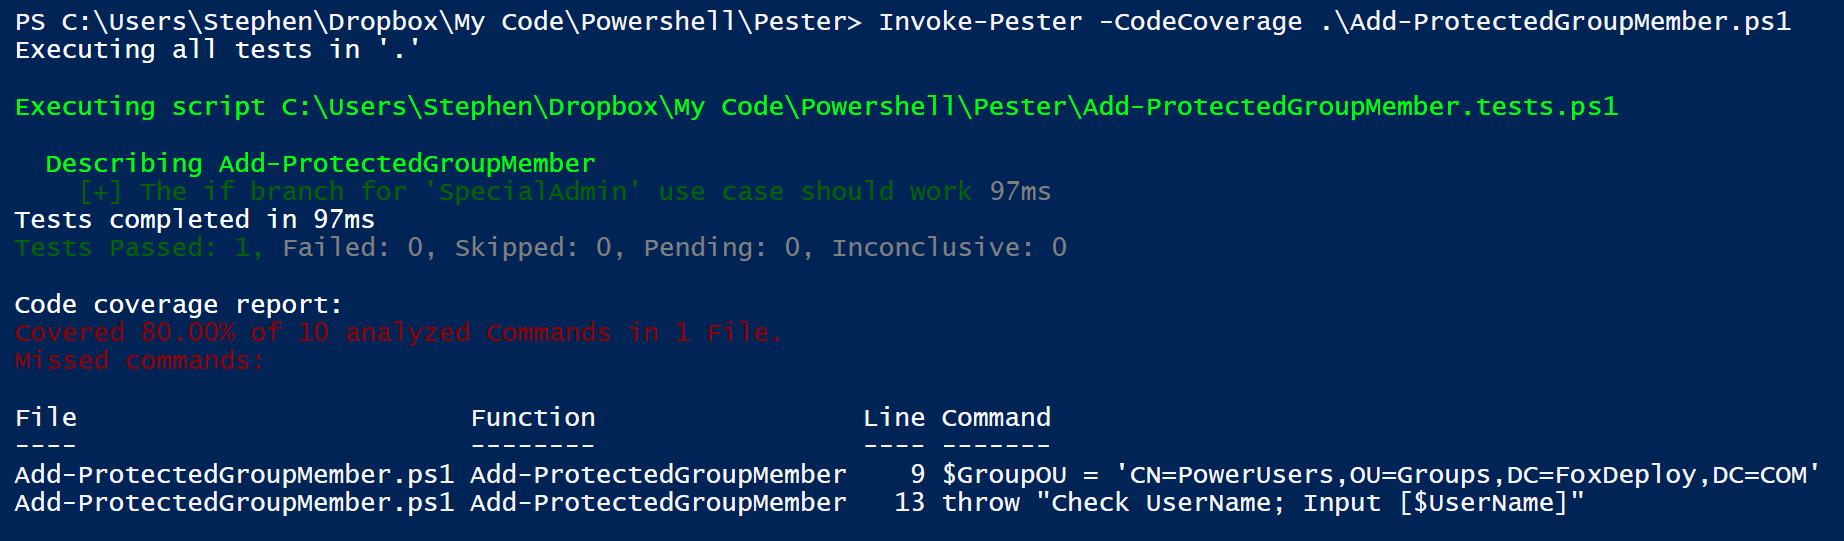 PS C:\Users\Stephen\Dropbox\My Code\Powershell\Pester> Invoke-Pester -CodeCoverage .\Add-ProtectedGroupMember.ps1
Executing all tests in '.'
Executing script C:\Users\Stephen\Dropbox\My Code\Powershell\Pester\Add-ProtectedGroupMember.tests.ps1
Describing Add-ProtectedGroupMember
[+] The if branch for 'SpecialAdmin' use case should work 97ms
Tests completed in 97ms
Tests Passed: 1, Failed: 0, Skipped: 0, Pending: 0, Inconclusive: 0
Code coverage report:
Covered 80.00% of 10 analyzed Commands in 1 File.
Missed commands:
File Function Line Command
---- -------- ---- -------
Add-ProtectedGroupMember.ps1 Add-ProtectedGroupMember 9 $GroupOU = 'CN=PowerUsers,OU=Groups,DC=FoxDeploy,DC=COM'
Add-ProtectedGroupMember.ps1 Add-ProtectedGroupMember 13 throw "Check UserName; Input [$UserName]"